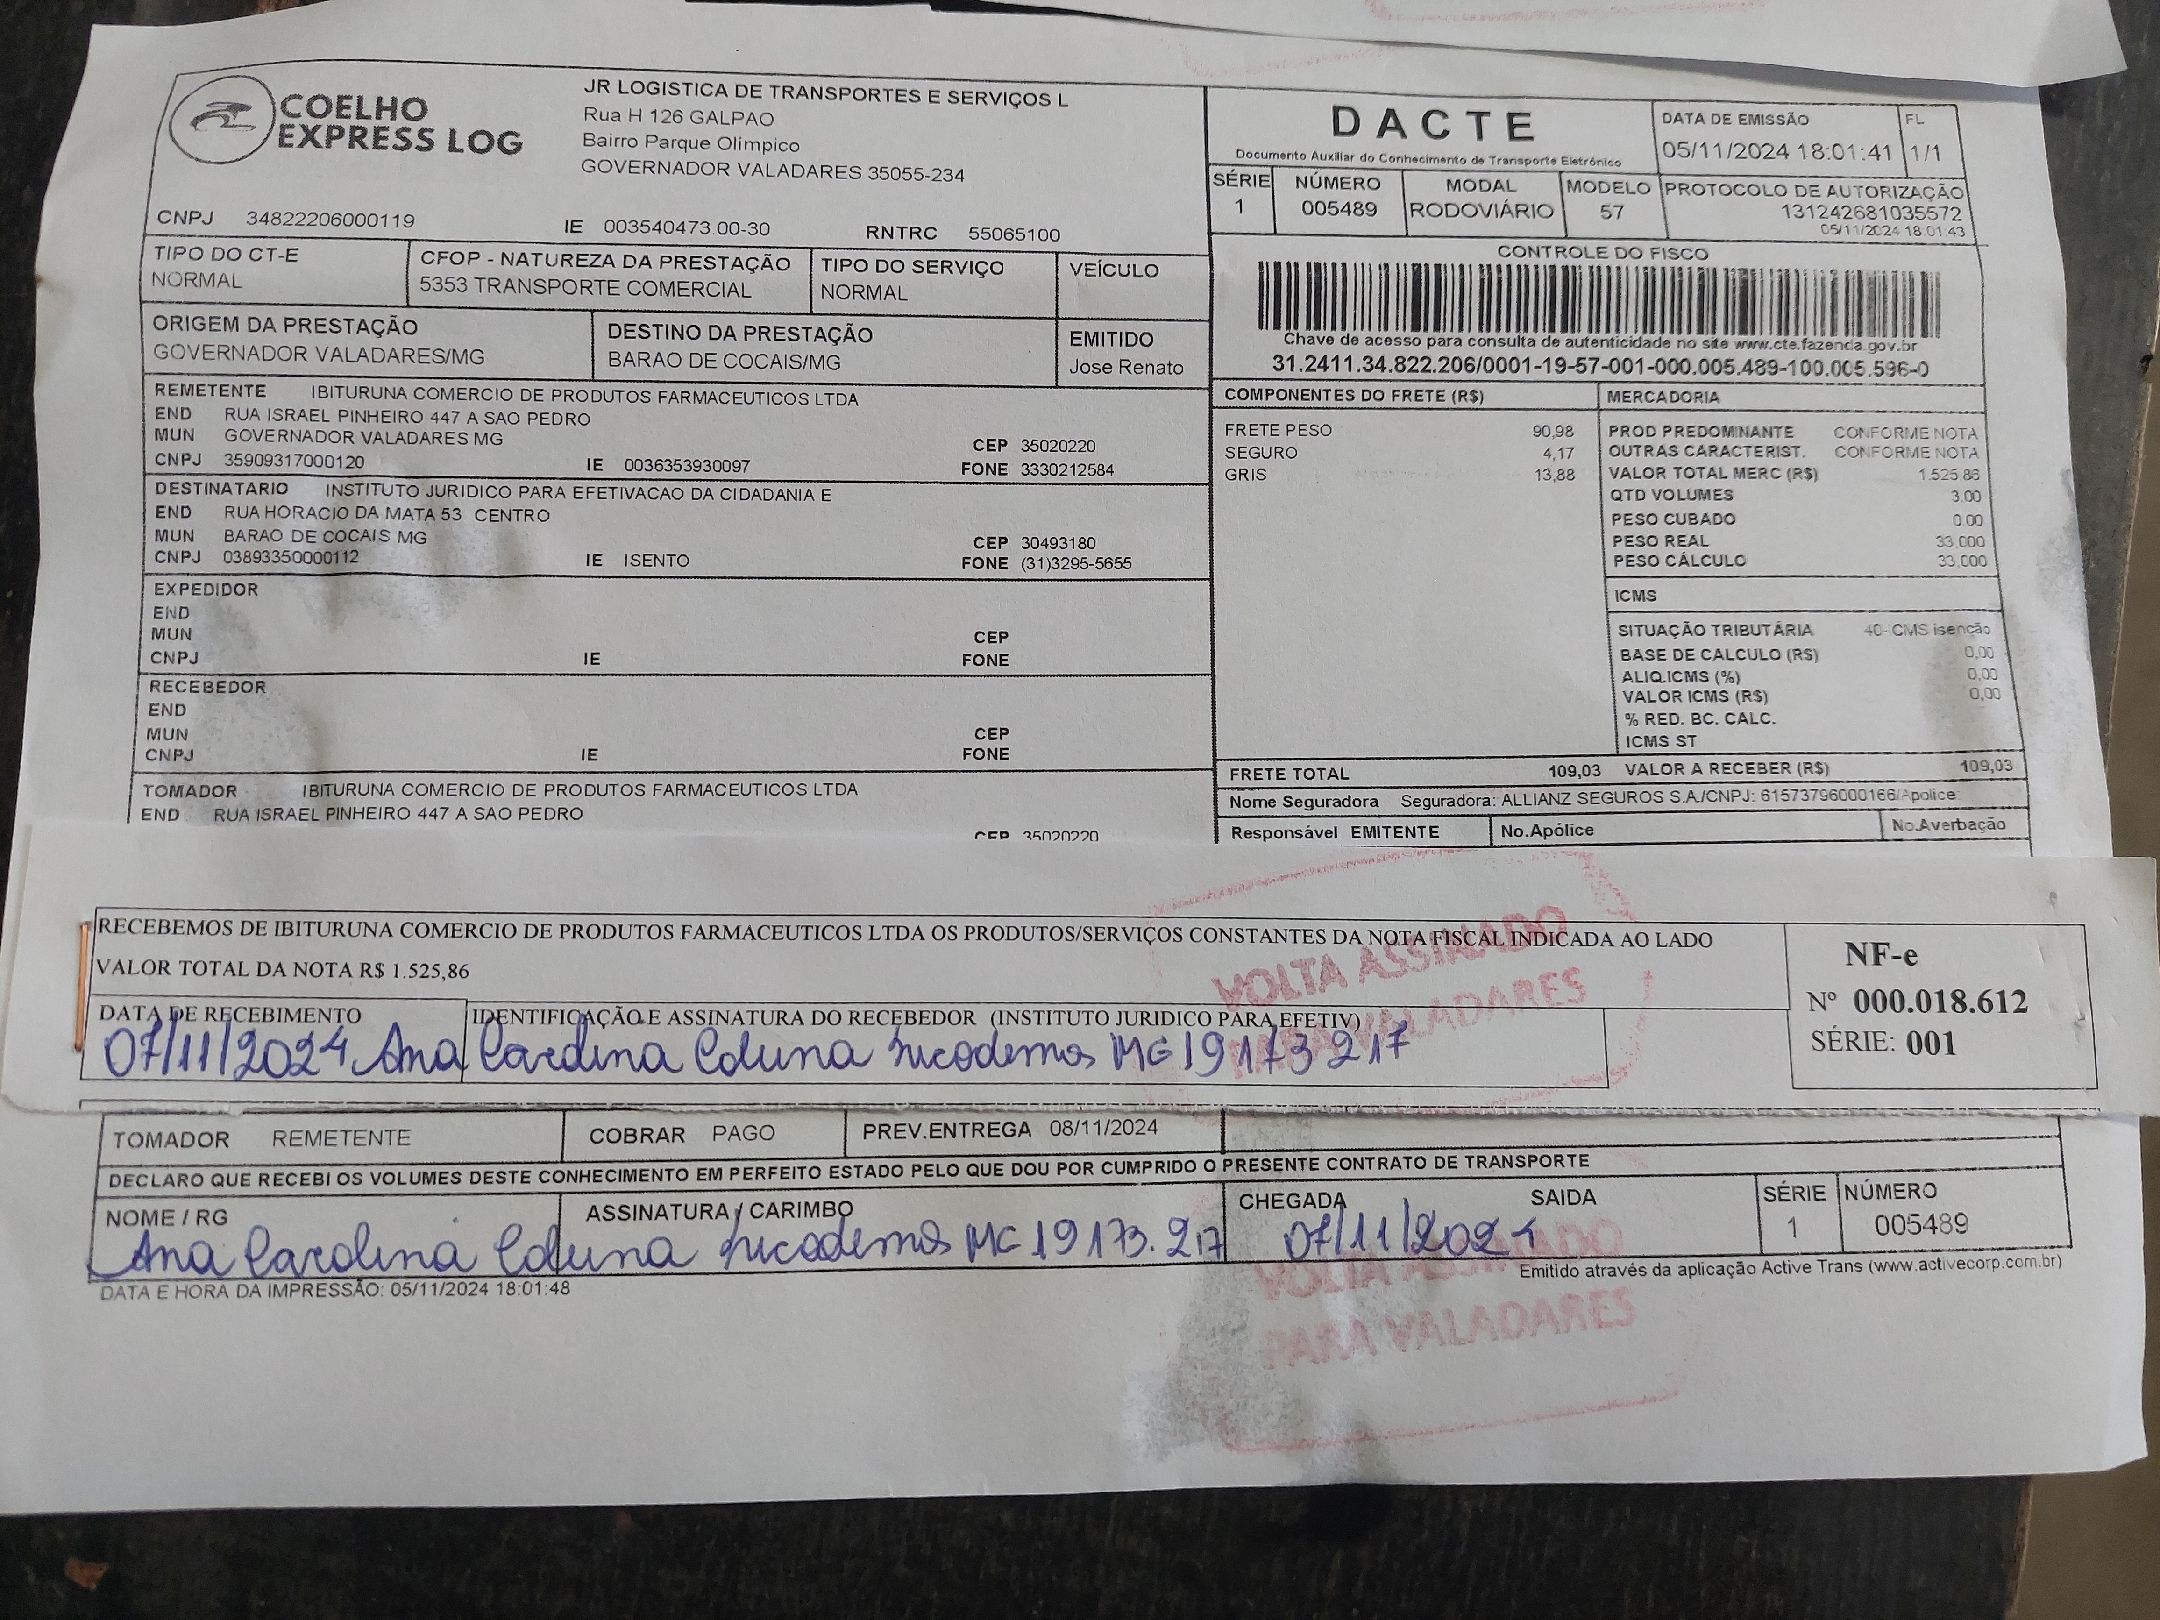 COELHO
EXPRESS LOG
JR LOGISTICA DE TRANSPORTES E SERVIÇOS L
Rua H 126 GALPAO
Bairro Parque Olímpico
GOVERNADOR VALADARES 35055-234
CNPJ 34822206000119 IE 003540473.00-30 RNTRC 55065100
DACTE
Documento Auxiliar do Conhecimento de Transporte Eletrônico
DATA DE EMISSÃO FL
05/11/2024 18:01:41 1/1
SÉRIE NÚMERO MODAL MODELO PROTOCOLO DE AUTORIZAÇÃO
1 005489 RODOVIÁRIO 57 131242681035572
05/11/2024 18:01:43
TIPO DO CT-E CFOP - NATUREZA DA PRESTAÇÃO TIPO DO SERVIÇO VEÍCULO
NORMAL 5353 TRANSPORTE COMERCIAL NORMAL
ORIGEM DA PRESTAÇÃO DESTINO DA PRESTAÇÃO EMITIDO
GOVERNADOR VALADARES/MG BARAO DE COCAIS/MG Jose Renato
CONTROLE DO FISCO
Chave de acesso para consulta de autenticidade no site www.cte.fazenda.gov.br
31.2411.34.822.206/0001-19-57-001-000.005.489-100.005.596-0
REMETENTE IBITURUNA COMERCIO DE PRODUTOS FARMACEUTICOS LTDA
END RUA ISRAEL PINHEIRO 447 A SAO PEDRO
MUN GOVERNADOR VALADARES MG CEP 35020220
CNPJ 35909317000120 IE 0036353930097 FONE 3330212584
DESTINATÁRIO INSTITUTO JURIDICO PARA EFETIVACAO DA CIDADANIA E
END RUA HORACIO DA MATA 53 CENTRO
MUN BARAO DE COCAIS MG CEP 30493180
CNPJ 03893350000112 IE ISENTO FONE (31)3295-5655
EXPEDIDOR
END
MUN CEP
CNPJ IE FONE
RECEBEDOR
END
MUN CEP
CNPJ IE FONE
TOMADOR IBITURUNA COMERCIO DE PRODUTOS FARMACEUTICOS LTDA
END RUA ISRAEL PINHEIRO 447 A SAO PEDRO
CEP 35020220
COMPONENTES DO FRETE (R$) MERCADORIA
FRETE PESO 90,98
SEGURO 4,17
GRIS 13,88
PROD PREDOMINANTE CONFORME NOTA
OUTRAS CARACTERIST. CONFORME NOTA
VALOR TOTAL MERC (R$) 1.525,86
QTD VOLUMES 3,00
PESO CUBADO 0,00
PESO REAL 33,000
PESO CÁLCULO 33,000
ICMS
SITUAÇÃO TRIBUTÁRIA 40- CMS isenção
BASE DE CALCULO (R$) 0,00
ALIQ.ICMS (%) 0,00
VALOR ICMS (R$) 0,00
% RED. BC. CALC.
ICMS ST
FRETE TOTAL 109,03 VALOR A RECEBER (R$) 109,03
Nome Seguradora Seguradora: ALLIANZ SEGUROS S.A/CNPJ: 61573796000166/Apolice
Responsável EMITENTE No.Apólice No.Averbação
RECEBEMOS DE IBITURUNA COMERCIO DE PRODUTOS FARMACEUTICOS LTDA OS PRODUTOS/SERVIÇOS CONSTANTES DA NOTA FISCAL INDICADA AO LADO
VALOR TOTAL DA NOTA R$ 1.525,86
DATA DE RECEBIMENTO IDENTIFICAÇÃO E ASSINATURA DO RECEBEDOR (INSTITUTO JURIDICO PARA EFETIV)
07/11/2024 Ana Carolina Coluna Nicodemos MG 19173217
VOLTA ASSINADO
PARA VALADARES
NF-e
Nº 000.018.612
SÉRIE: 001
TOMADOR REMETENTE COBRAR PAGO PREV.ENTREGA 08/11/2024
DECLARO QUE RECEBI OS VOLUMES DESTE CONHECIMENTO EM PERFEITO ESTADO PELO QUE DOU POR CUMPRIDO O PRESENTE CONTRATO DE TRANSPORTE
NOME / RG ASSINATURA / CARIMBO CHEGADA SAIDA SÉRIE NÚMERO
Ana Carolina Coluna Nicodemos MG 19173.217 07/11/2024 1 005489
DATA E HORA DA IMPRESSÃO: 05/11/2024 18:01:48 Emitido através da aplicação Active Trans (www.activecorp.com.br)
VOLTA ASSINADO
PARA VALADARES